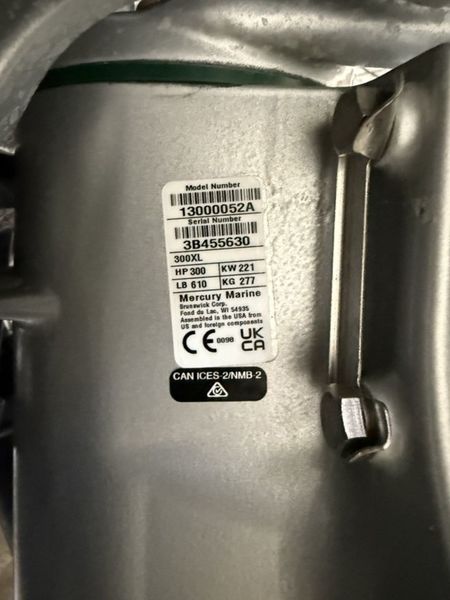 Model Number
13000052A
Serial Number
3B455630
300XL
HP 300 KW 221
LB 610 KG 277
Mercury Marine
Brunswick Corp.
Fond du Lac, WI 54935
Assembled in the USA from
US and foreign components
CE 0098 UK CA
CAN ICES-2/NMB-2